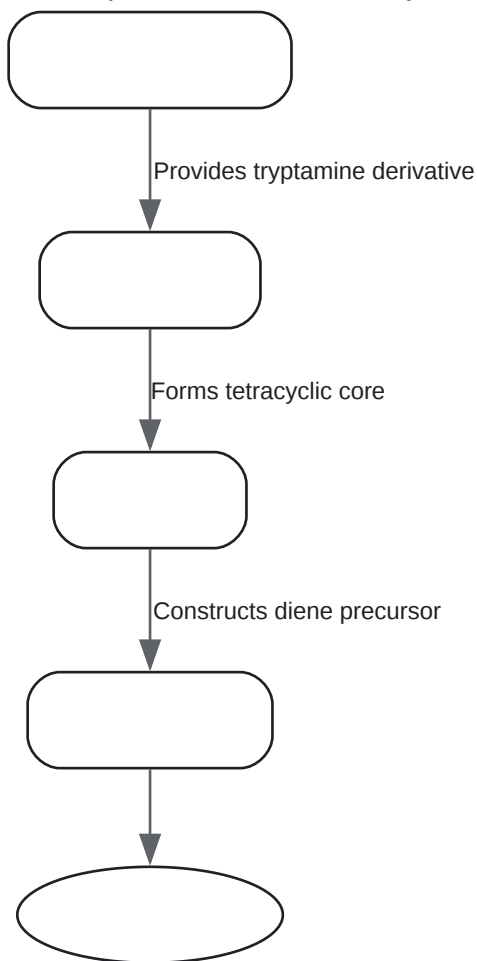 Provides tryptamine derivative
Forms tetracyclic core
Constructs diene precursor